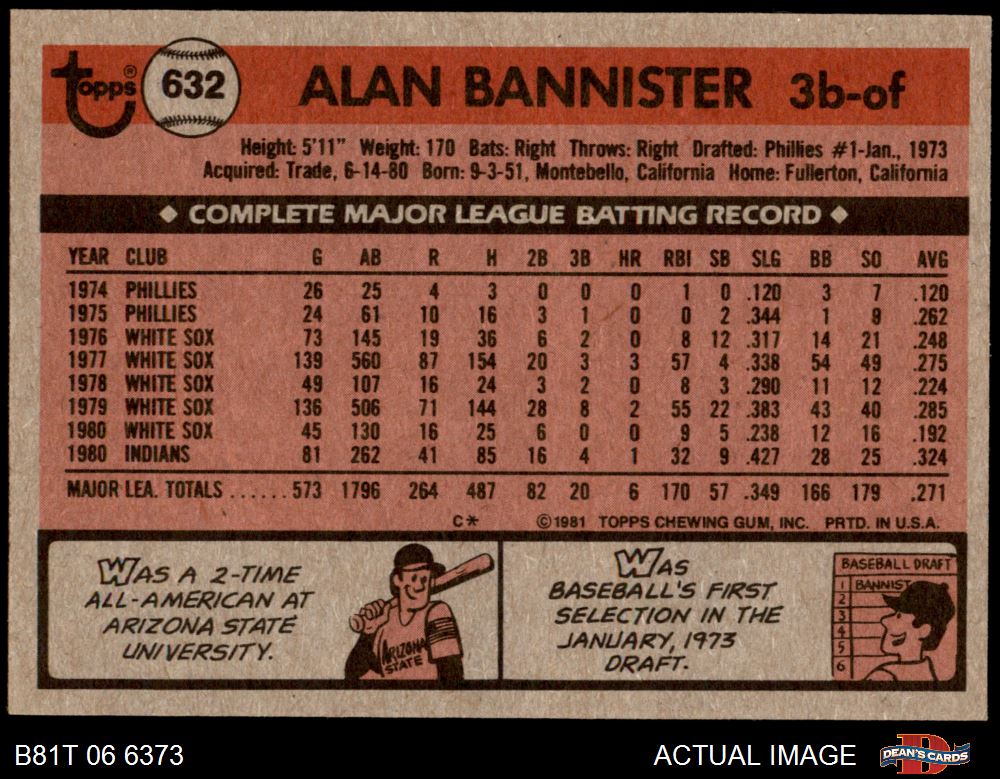 Topps® 632 ALAN BANNISTER 3b-of
Height: 5'11" Weight: 170 Bats: Right Throws: Right Drafted: Phillies #1-Jan., 1973
Acquired: Trade, 6-14-80 Born: 9-3-51, Montebello, California Home: Fullerton, California
◆ COMPLETE MAJOR LEAGUE BATTING RECORD ◆
YEAR CLUB G AB R H 2B 3B HR RBI SB SLG BB SO AVG
1974 PHILLIES 26 25 4 3 0 0 0 1 0 .120 3 7 .120
1975 PHILLIES 24 61 10 16 3 1 0 0 2 .344 1 9 .262
1976 WHITE SOX 73 145 19 36 6 2 0 8 12 .317 14 21 .248
1977 WHITE SOX 139 560 87 154 20 3 3 57 4 .338 54 49 .275
1978 WHITE SOX 49 107 16 24 3 2 0 8 3 .290 11 12 .224
1979 WHITE SOX 136 506 71 144 28 8 2 55 22 .383 43 40 .285
1980 WHITE SOX 45 130 16 25 6 0 0 9 5 .238 12 16 .192
1980 INDIANS 81 262 41 85 16 4 1 32 9 .427 28 25 .324
MAJOR LEA. TOTALS ......573 1796 264 487 82 20 6 170 57 .349 166 179 .271
C* ©1981 TOPPS CHEWING GUM, INC. PRTD. IN U.S.A.
WAS A 2-TIME
ALL-AMERICAN AT
ARIZONA STATE
UNIVERSITY.
ARIZONA
STATE
WAS
BASEBALL'S FIRST
SELECTION IN THE
JANUARY, 1973
DRAFT.
BASEBALL DRAFT
1 BANNIST
2
3
4
5
6
B81T 06 6373 ACTUAL IMAGE DEAN'S CARDS